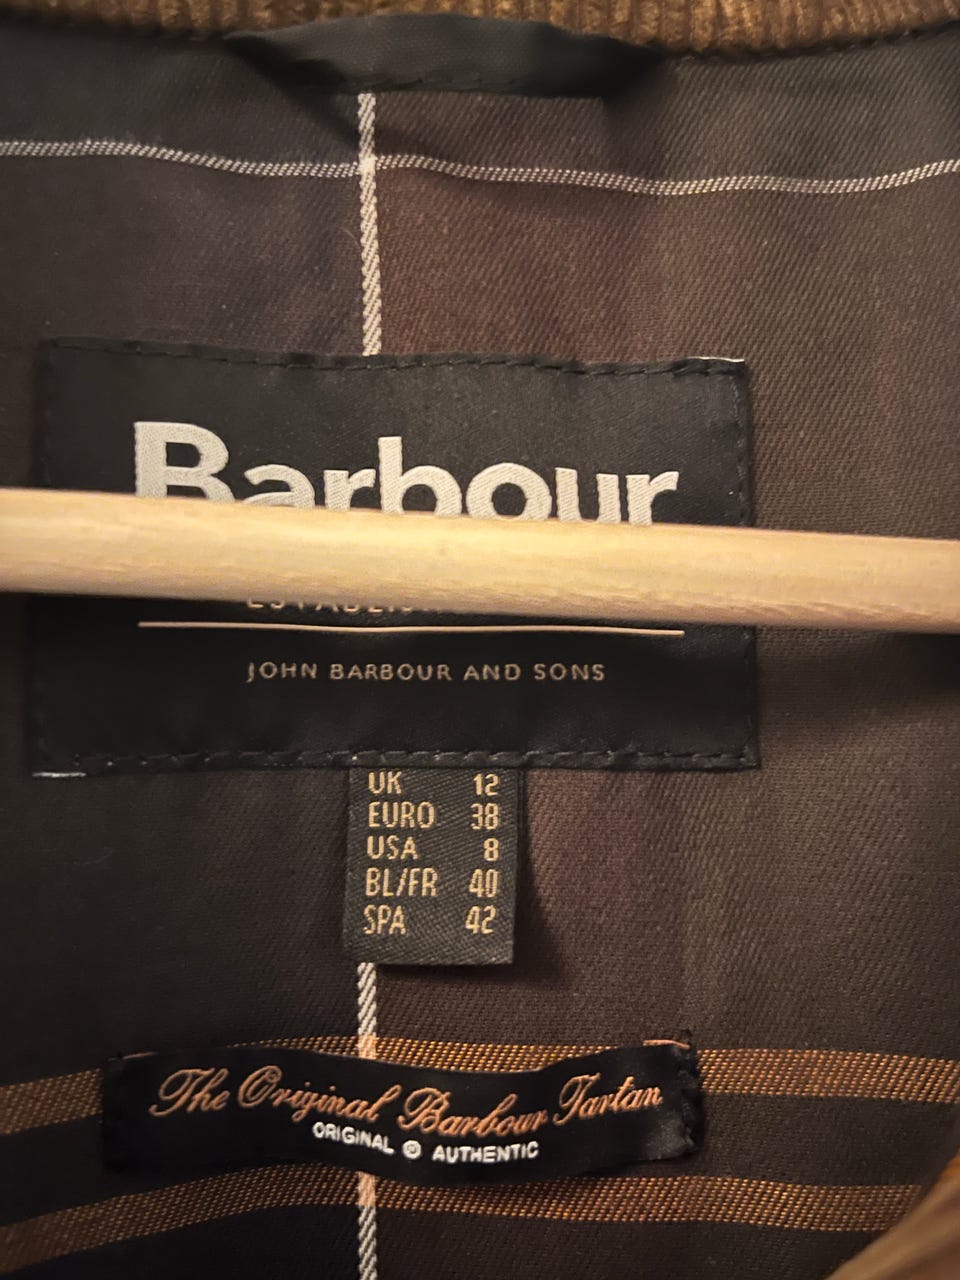 Barbour
JOHN BARBOUR AND SONS
UK 12
EURO 38
USA 8
BL/FR 40
SPA 42
The Original Barbour Tartan
ORIGINAL ® AUTHENTIC